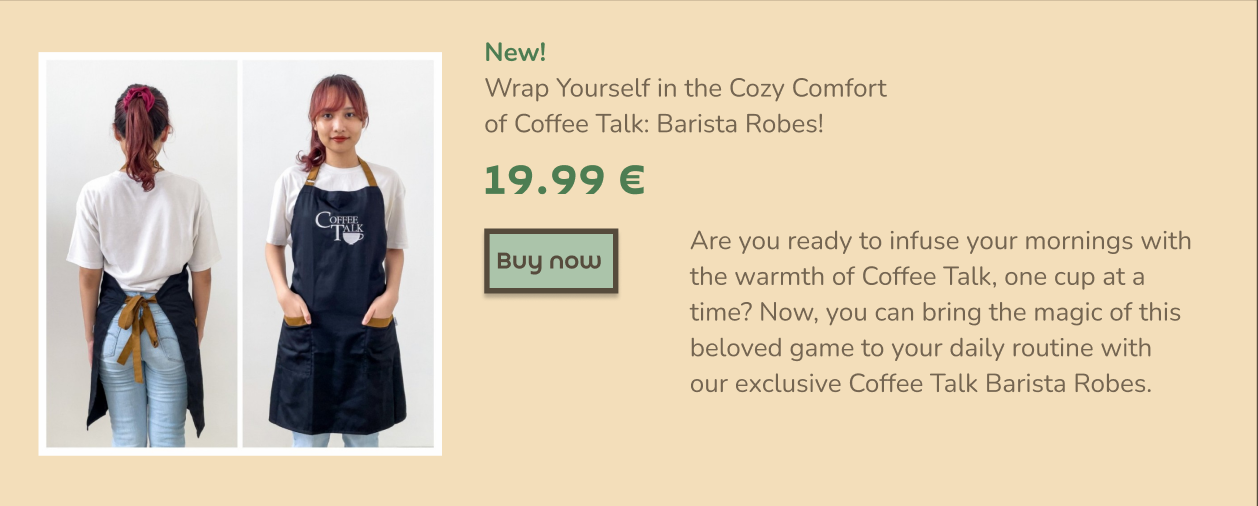 New!
Wrap Yourself in the Cozy Comfort
of Coffee Talk: Barista Robes!
19.99 €
COFFEE
TALK
Buy now
Are you ready to infuse your mornings with
the warmth of Coffee Talk, one cup at a
time? Now, you can bring the magic of this
beloved game to your daily routine with
our exclusive Coffee Talk Barista Robes.